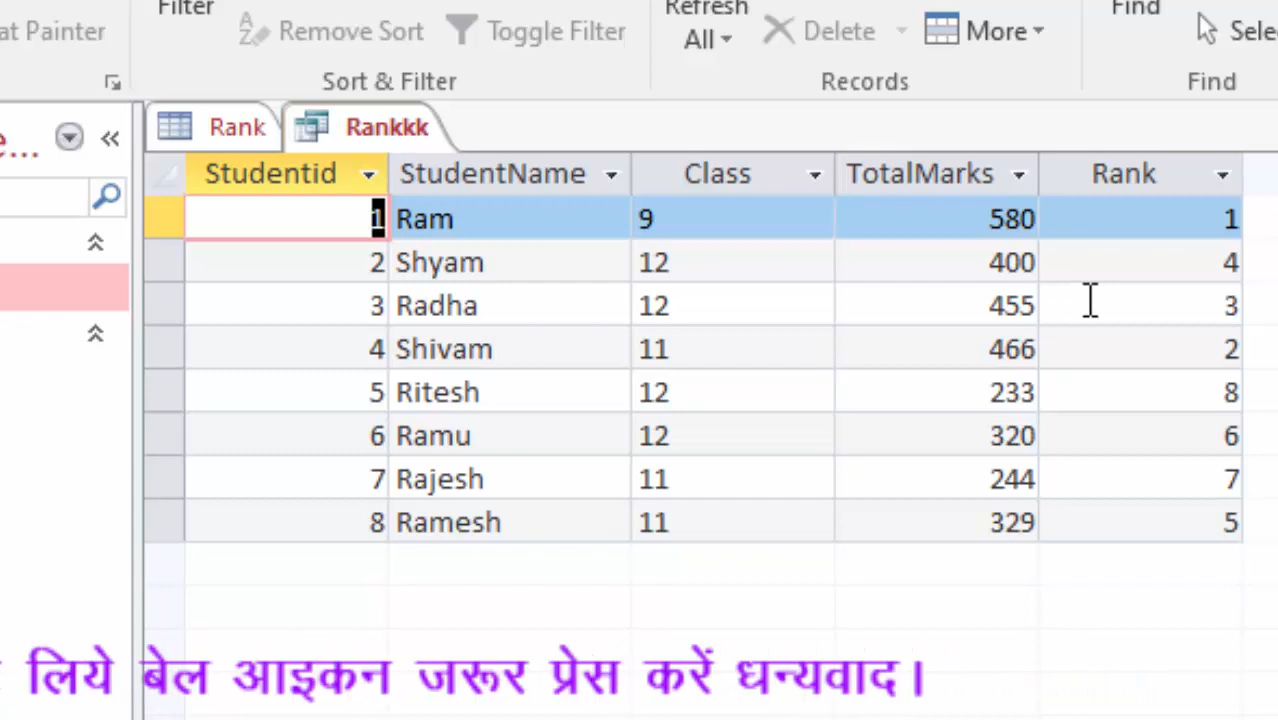 Filter
Refresh
Find
at Painter
Remove Sort
Toggle Filter
All
Delete
More
Sele
Sort & Filter
Records
Find
e...
Rank
Rankkk
Studentid StudentName Class TotalMarks Rank
1 Ram 9 580 1
2 Shyam 12 400 4
3 Radha 12 455 3
4 Shivam 11 466 2
5 Ritesh 12 233 8
6 Ramu 12 320 6
7 Rajesh 11 244 7
8 Ramesh 11 329 5
लिये बेल आइकन जरूर प्रेस करें धन्यवाद।